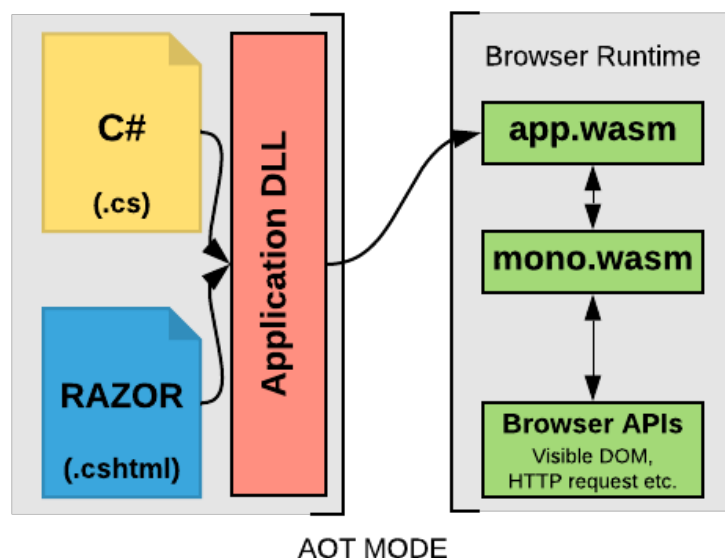 C#
(.cs)
RAZOR
(.cshtml)
Application DLL
Browser Runtime
app.wasm
mono.wasm
Browser APIs
Visible DOM,
HTTP request etc.
AOT MODE